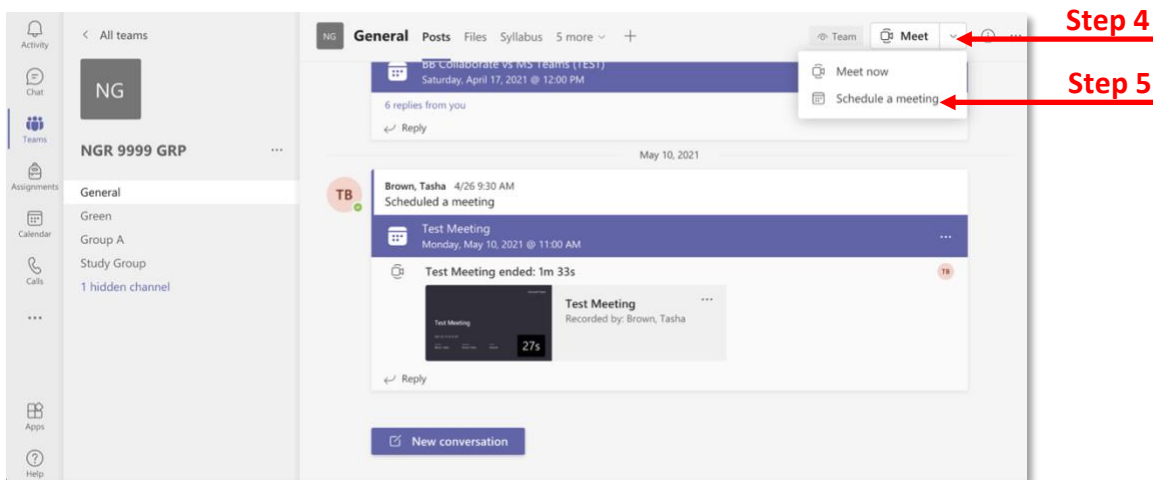 Step 4
Step 5
Activity
Chat
Teams
Assignments
Calendar
Calls
...
Apps
Help
< All teams
NG
NGR 9999 GRP ...
General
Green
Group A
Study Group
1 hidden channel
NG General Posts Files Syllabus 5 more +
Team Meet ...
Meet now
Schedule a meeting
BB Collaborate vs MS Teams (TEST)
Saturday, April 17, 2021 @ 12:00 PM
6 replies from you
Reply
May 10, 2021
TB
Brown, Tasha 4/26 9:30 AM
Scheduled a meeting
Test Meeting ...
Monday, May 10, 2021 @ 11:00 AM
Test Meeting ended: 1m 33s TB
Test Meeting
27s
Test Meeting ...
Recorded by: Brown, Tasha
Reply
New conversation